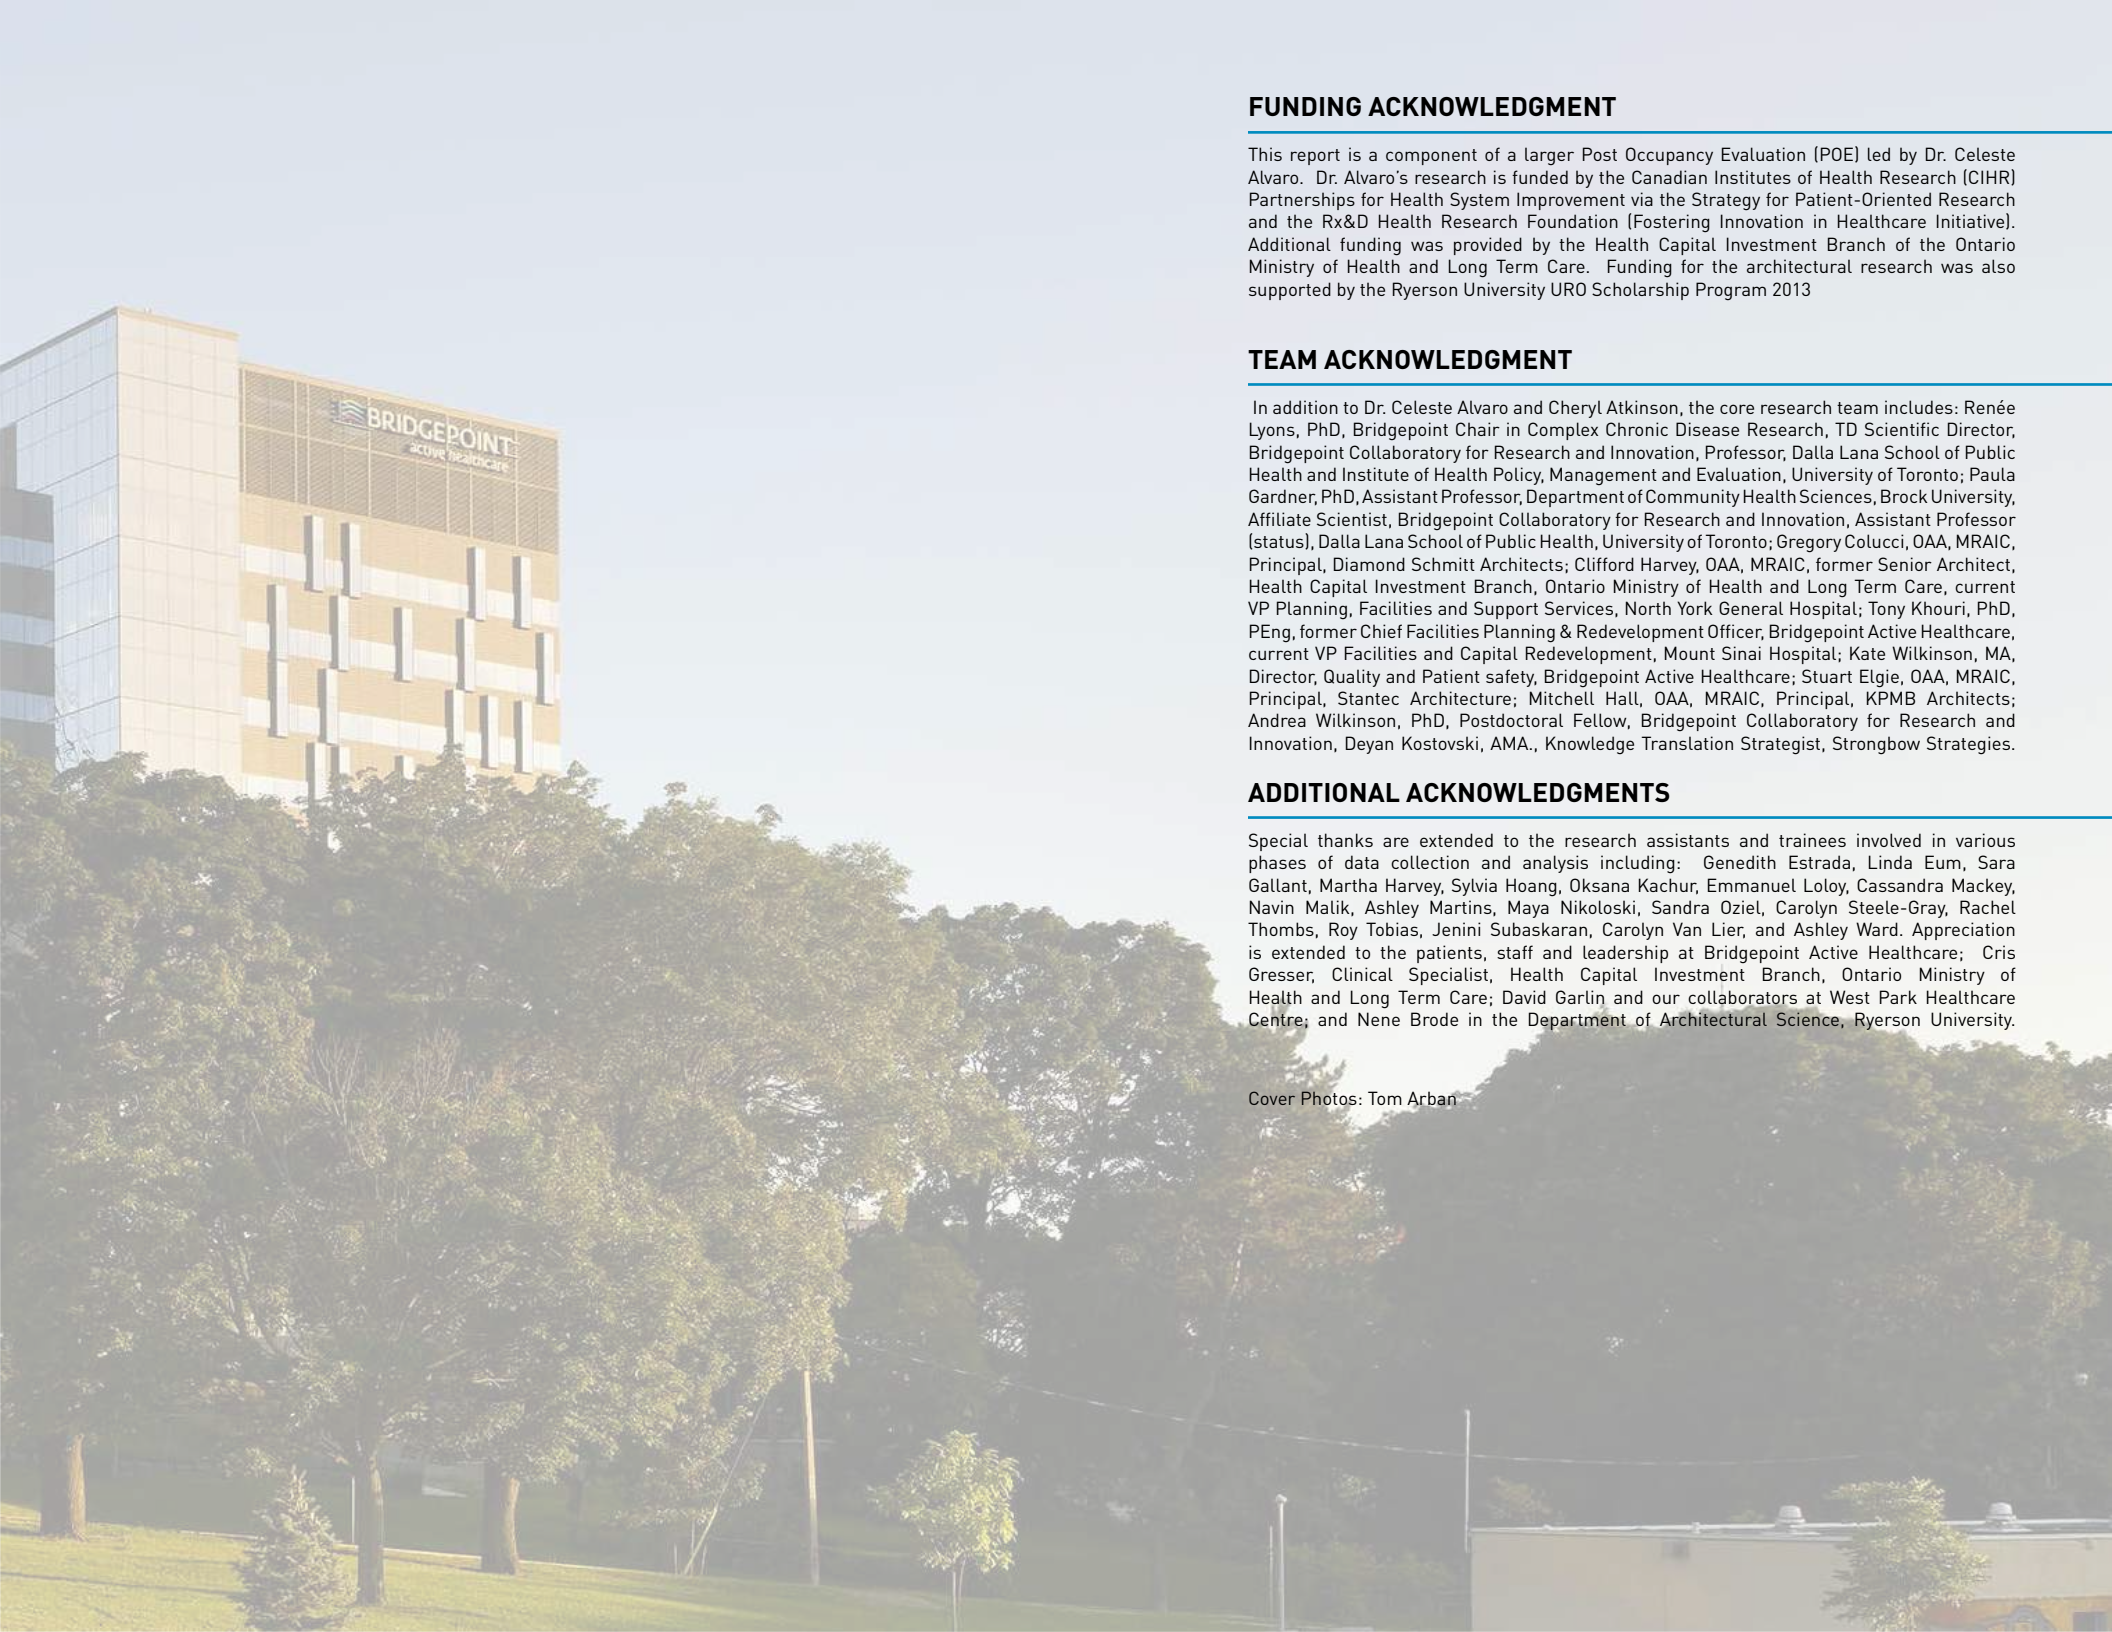 BRIDGEPOINT
active healthcare
FUNDING ACKNOWLEDGMENT
This report is a component of a larger Post Occupancy Evaluation (POE) led by Dr. Celeste
Alvaro.  Dr. Alvaro's research is funded by the Canadian Institutes of Health Research (CIHR)
Partnerships for Health System Improvement via the Strategy for Patient-Oriented Research
and the Rx&D Health Research Foundation (Fostering Innovation in Healthcare Initiative).
Additional funding was provided by the Health Capital Investment Branch of the Ontario
Ministry of Health and Long Term Care.  Funding for the architectural research was also
supported by the Ryerson University URO Scholarship Program 2013
TEAM ACKNOWLEDGMENT
In addition to Dr. Celeste Alvaro and Cheryl Atkinson, the core research team includes: Renée
Lyons, PhD, Bridgepoint Chair in Complex Chronic Disease Research, TD Scientific Director,
Bridgepoint Collaboratory for Research and Innovation, Professor, Dalla Lana School of Public
Health and Institute of Health Policy, Management and Evaluation, University of Toronto; Paula
Gardner, PhD, Assistant Professor, Department of Community Health Sciences, Brock University,
Affiliate Scientist, Bridgepoint Collaboratory for Research and Innovation, Assistant Professor
(status), Dalla Lana School of Public Health, University of Toronto; Gregory Colucci, OAA, MRAIC,
Principal, Diamond Schmitt Architects; Clifford Harvey, OAA, MRAIC, former Senior Architect,
Health Capital Investment Branch, Ontario Ministry of Health and Long Term Care, current
VP Planning, Facilities and Support Services, North York General Hospital; Tony Khouri, PhD,
PEng, former Chief Facilities Planning & Redevelopment Officer, Bridgepoint Active Healthcare,
current VP Facilities and Capital Redevelopment, Mount Sinai Hospital; Kate Wilkinson, MA,
Director, Quality and Patient safety, Bridgepoint Active Healthcare; Stuart Elgie, OAA, MRAIC,
Principal, Stantec Architecture; Mitchell Hall, OAA, MRAIC, Principal, KPMB Architects;
Andrea Wilkinson, PhD, Postdoctoral Fellow, Bridgepoint Collaboratory for Research and
Innovation, Deyan Kostovski, AMA., Knowledge Translation Strategist, Strongbow Strategies.
ADDITIONAL ACKNOWLEDGMENTS
Special thanks are extended to the research assistants and trainees involved in various
phases of data collection and analysis including:  Genedith Estrada, Linda Eum, Sara
Gallant, Martha Harvey, Sylvia Hoang, Oksana Kachur, Emmanuel Loloy, Cassandra Mackey,
Navin Malik, Ashley Martins, Maya Nikoloski, Sandra Oziel, Carolyn Steele-Gray, Rachel
Thombs, Roy Tobias, Jenini Subaskaran, Carolyn Van Lier, and Ashley Ward. Appreciation
is extended to the patients, staff and leadership at Bridgepoint Active Healthcare;  Cris
Gresser, Clinical Specialist, Health Capital Investment Branch, Ontario Ministry of
Health and Long Term Care; David Garlin and our collaborators at West Park Healthcare
Centre; and Nene Brode in the Department of Architectural Science, Ryerson University.
Cover Photos: Tom Arban